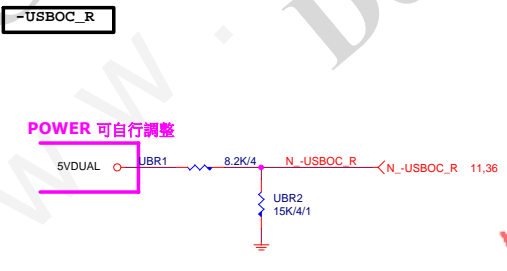 -USBOC_R
POWER 可自行調整
5VDUAL UBR1 8.2K/4 N_-USBOC_R N_-USBOC_R 11,36
UBR2
15K/4/1